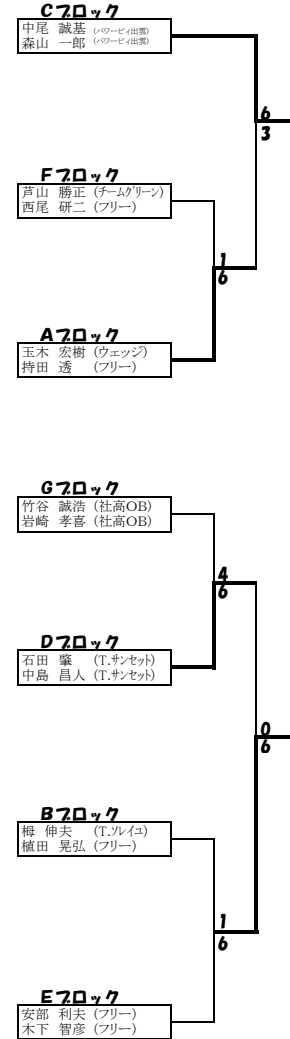 Cブロック
中尾 誠基 (パワービィ出雲)
森山 一郎 (パワービィ出雲)
6
3
Fブロック
芦山 勝正 (チームグリーン)
西尾 研二 (フリー)
1
6
Aブロック
玉木 宏樹 (ウェッジ)
持田 透 (フリー)
Gブロック
竹谷 誠浩 (社高OB)
岩崎 孝喜 (社高OB)
4
6
Dブロック
石田 肇 (T.サンセット)
中島 昌人 (T.サンセット)
0
6
Bブロック
栂 伸夫 (T.ソレイユ)
植田 晃弘 (フリー)
1
6
Eブロック
安部 利夫 (フリー)
木下 智彦 (フリー)